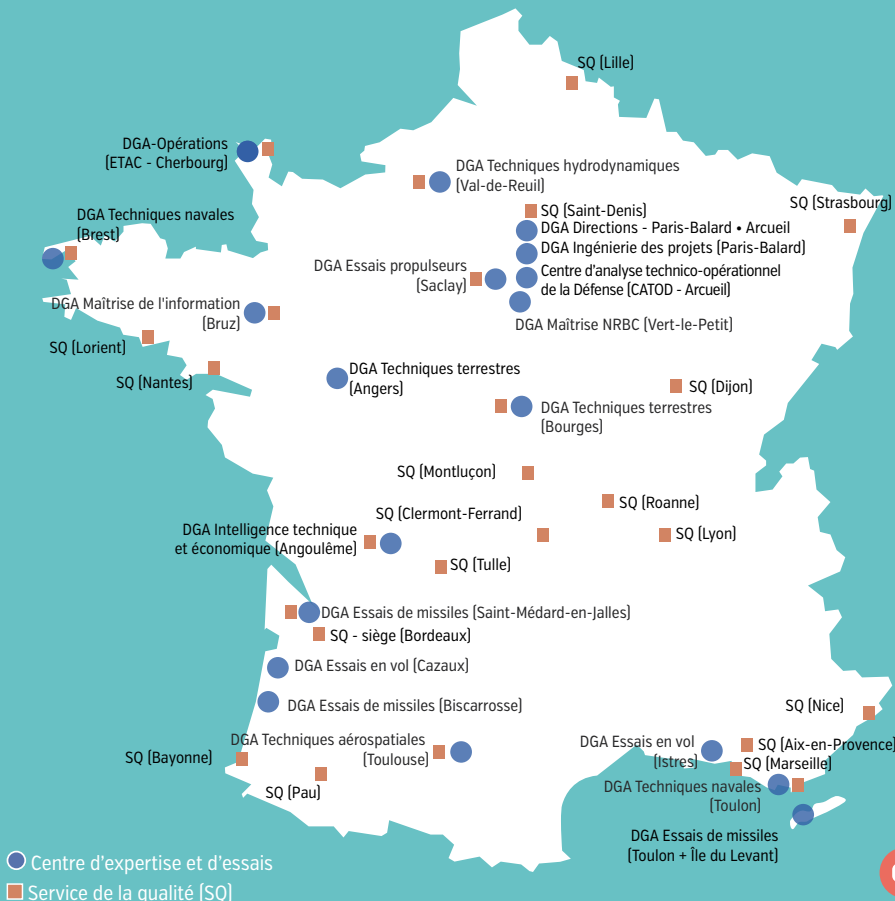 SQ (Lille)
DGA-Opérations
(ETAC - Cherbourg)
DGA Techniques hydrodynamiques
(Val-de-Reuil)
SQ (Strasbourg)
DGA Techniques navales
(Brest)
SQ (Saint-Denis)
DGA Directions - Paris-Balard • Arcueil
DGA Ingénierie des projets (Paris-Balard)
DGA Essais propulseurs
(Saclay)
Centre d'analyse technico-opérationnel
de la Défense (CATOD - Arcueil)
DGA Maîtrise de l'information
(Bruz)
DGA Maîtrise NRBC (Vert-le-Petit)
SQ (Lorient)
SQ (Nantes)
DGA Techniques terrestres
(Angers)
SQ (Dijon)
DGA Techniques terrestres
(Bourges)
SQ (Montluçon)
SQ (Roanne)
SQ (Clermont-Ferrand)
DGA Intelligence technique
et économique (Angoulême)
SQ (Lyon)
SQ (Tulle)
DGA Essais de missiles (Saint-Médard-en-Jalles)
SQ - siège (Bordeaux)
DGA Essais en vol (Cazaux)
DGA Essais de missiles (Biscarrosse)
SQ (Nice)
DGA Techniques aérospatiales
(Toulouse)
DGA Essais en vol
(Istres)
SQ (Aix-en-Provence)
SQ (Bayonne)
SQ (Marseille)
SQ (Pau)
DGA Techniques navales
(Toulon)
DGA Essais de missiles
(Toulon + Île du Levant)
Centre d'expertise et d'essais
Service de la qualité (SQ)